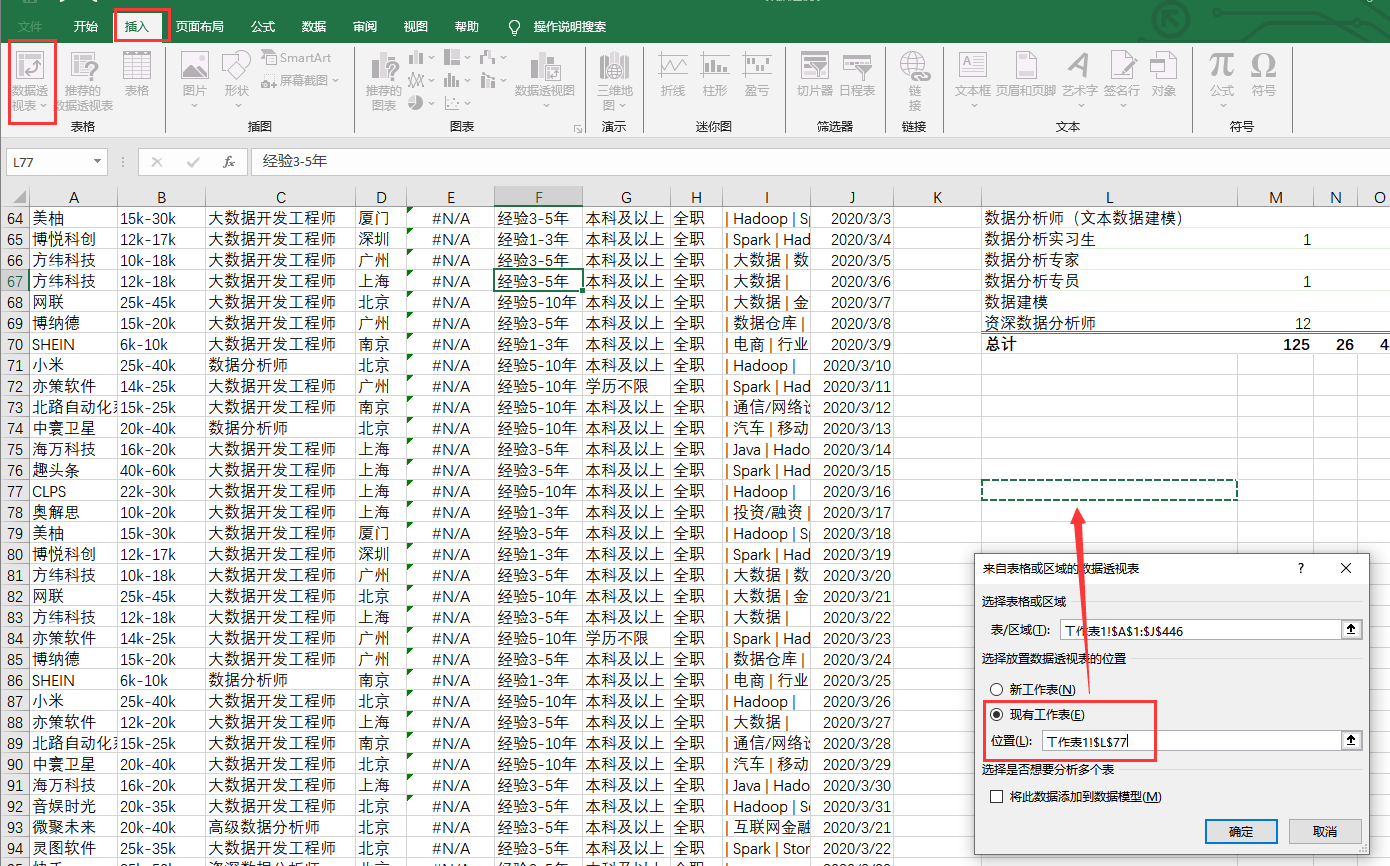 文件 开始 插入 页面布局 公式 数据 审阅 视图 帮助 操作说明搜索
数据透视表 推荐的数据透视表 表格 图片 形状 SmartArt 屏幕截图 推荐的图表 数据透视图 三维地图 折线 柱形 盈亏 切片器 日程表 链接 文本框 页眉和页脚 艺术字 签名行 对象 公式 符号
表格 插图 图表 演示 迷你图 筛选器 链接 文本 符号
L77 fx 经验3-5年
A B C D E F G H I J K L M N O
64 美柚 15k-30k 大数据开发工程师 厦门 #N/A 经验3-5年 本科及以上 全职 | Hadoop | Sp 2020/3/3 数据分析师（文本数据建模）
65 博悦科创 12k-17k 大数据开发工程师 深圳 #N/A 经验1-3年 本科及以上 全职 | Spark | Had 2020/3/4 数据分析实习生 1
66 方纬科技 10k-18k 大数据开发工程师 广州 #N/A 经验3-5年 本科及以上 全职 | 大数据 | 数 2020/3/5 数据分析专家
67 方纬科技 12k-18k 大数据开发工程师 上海 #N/A 经验3-5年 本科及以上 全职 | 大数据 | 2020/3/6 数据分析专员 1
68 网联 25k-45k 大数据开发工程师 北京 #N/A 经验5-10年 本科及以上 全职 | 大数据 | 金 2020/3/7 数据建模
69 博纳德 15k-20k 大数据开发工程师 广州 #N/A 经验3-5年 本科及以上 全职 | 数据仓库 | 2020/3/8 资深数据分析师 12
70 SHEIN 6k-10k 大数据开发工程师 南京 #N/A 经验1-3年 本科及以上 全职 | 电商 | 行业 2020/3/9 总计 125 26 4
71 小米 25k-40k 数据分析师 北京 #N/A 经验5-10年 本科及以上 全职 | Hadoop | 2020/3/10
72 亦策软件 14k-25k 大数据开发工程师 广州 #N/A 经验5-10年 学历不限 全职 | Spark | Had 2020/3/11
73 北路自动化系 15k-25k 大数据开发工程师 南京 #N/A 经验5-10年 本科及以上 全职 | 通信/网络设 2020/3/12
74 中寰卫星 20k-40k 数据分析师 北京 #N/A 经验5-10年 本科及以上 全职 | 汽车 | 移动 2020/3/13
75 海万科技 16k-20k 大数据开发工程师 上海 #N/A 经验3-5年 本科及以上 全职 | Java | Hado 2020/3/14
76 趣头条 40k-60k 大数据开发工程师 上海 #N/A 经验3-5年 本科及以上 全职 | Spark | Had 2020/3/15
77 CLPS 22k-30k 大数据开发工程师 上海 #N/A 经验5-10年 本科及以上 全职 | Hadoop | 2020/3/16
78 奥解思 10k-20k 大数据开发工程师 上海 #N/A 经验1-3年 本科及以上 全职 | 投资/融资 | 2020/3/17
79 美柚 15k-30k 大数据开发工程师 厦门 #N/A 经验3-5年 本科及以上 全职 | Hadoop | Sp 2020/3/18
80 博悦科创 12k-17k 大数据开发工程师 深圳 #N/A 经验1-3年 本科及以上 全职 | Spark | Had 2020/3/19
81 方纬科技 10k-18k 大数据开发工程师 广州 #N/A 经验3-5年 本科及以上 全职 | 大数据 | 数 2020/3/20
82 网联 25k-45k 大数据开发工程师 北京 #N/A 经验5-10年 本科及以上 全职 | 大数据 | 金 2020/3/21
83 方纬科技 12k-18k 大数据开发工程师 上海 #N/A 经验3-5年 本科及以上 全职 | 大数据 | 2020/3/22
84 亦策软件 14k-25k 大数据开发工程师 广州 #N/A 经验5-10年 学历不限 全职 | Spark | Had 2020/3/23
85 博纳德 15k-20k 大数据开发工程师 广州 #N/A 经验3-5年 本科及以上 全职 | 数据仓库 | 2020/3/24
86 SHEIN 6k-10k 数据分析师 南京 #N/A 经验1-3年 本科及以上 全职 | 电商 | 行业 2020/3/25
87 小米 25k-40k 大数据开发工程师 北京 #N/A 经验5-10年 本科及以上 全职 | Hadoop | 2020/3/26
88 亦策软件 12k-20k 大数据开发工程师 上海 #N/A 经验3-5年 本科及以上 全职 | 大数据 | 2020/3/27
89 北路自动化系 15k-25k 大数据开发工程师 南京 #N/A 经验5-10年 本科及以上 全职 | 通信/网络设 2020/3/28
90 中寰卫星 20k-40k 大数据开发工程师 北京 #N/A 经验5-10年 本科及以上 全职 | 汽车 | 移动 2020/3/29
91 海万科技 16k-20k 大数据开发工程师 上海 #N/A 经验3-5年 本科及以上 全职 | Java | Hado 2020/3/30
92 音娱时光 20k-35k 大数据开发工程师 北京 #N/A 经验3-5年 本科及以上 全职 | Hadoop | Sc 2020/3/31
93 微聚未来 20k-40k 高级数据分析师 北京 #N/A 经验3-5年 本科及以上 全职 | 互联网金融 2020/3/21
94 灵图软件 25k-35k 大数据开发工程师 北京 #N/A 经验5-10年 本科及以上 全职 | Spark | Stor 2020/3/22
来自表格或区域的数据透视表 ? ×
选择表格或区域
表/区域(T): 工作表1!$A$1:$J$446
选择放置数据透视表的位置
新工作表(N)
现有工作表(E)
位置(L): 工作表1!$L$77
选择是否想要分析多个表
将此数据添加到数据模型(M)
确定 取消